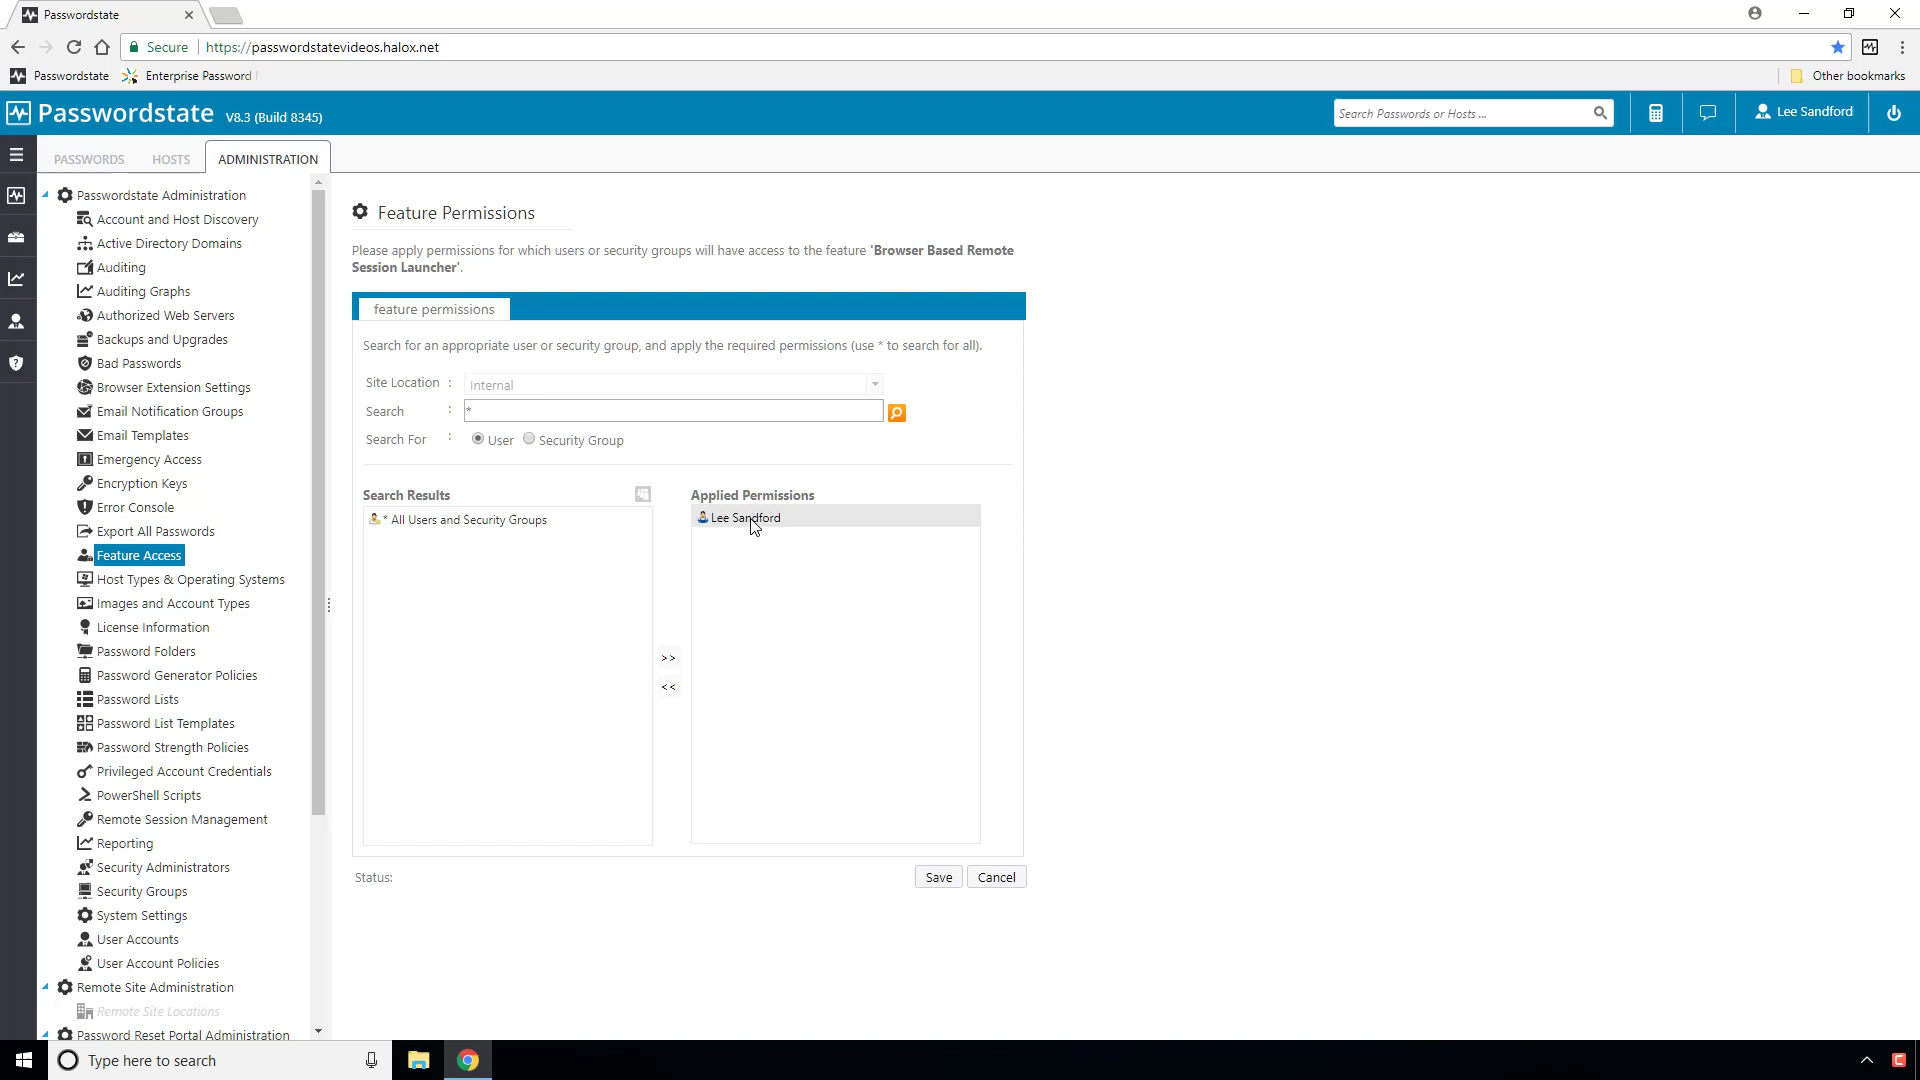 Passwordstate
Secure https://passwordstatevideos.halox.net
Passwordstate Enterprise Password Other bookmarks
Passwordstate V8.3 (Build 8345) Search Passwords or Hosts ... Lee Sandford
PASSWORDS HOSTS ADMINISTRATION
Passwordstate Administration
Account and Host Discovery
Active Directory Domains
Auditing
Auditing Graphs
Authorized Web Servers
Backups and Upgrades
Bad Passwords
Browser Extension Settings
Email Notification Groups
Email Templates
Emergency Access
Encryption Keys
Error Console
Export All Passwords
Feature Access
Host Types & Operating Systems
Images and Account Types
License Information
Password Folders
Password Generator Policies
Password Lists
Password List Templates
Password Strength Policies
Privileged Account Credentials
PowerShell Scripts
Remote Session Management
Reporting
Security Administrators
Security Groups
System Settings
User Accounts
User Account Policies
Remote Site Administration
Remote Site Locations
Password Reset Portal Administration
Feature Permissions
Please apply permissions for which users or security groups will have access to the feature 'Browser Based Remote
Session Launcher'.
feature permissions
Search for an appropriate user or security group, and apply the required permissions (use * to search for all).
Site Location : Internal
Search : *
Search For : User Security Group
Search Results Applied Permissions
* All Users and Security Groups Lee Sandford
>>
<<
Status: Save Cancel
Type here to search